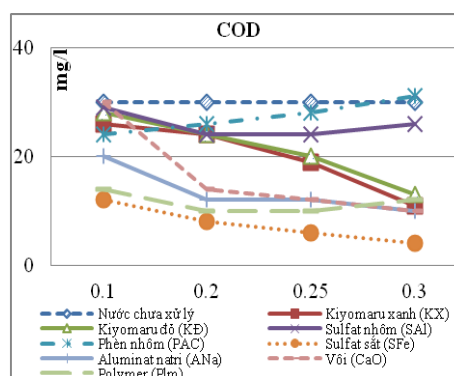 COD
mg/l
40
20
0
0.1 0.2 0.25 0.3
Nước chưa xử lý Kiyomaru xanh (KX)
Kiyomaru đỏ (KĐ) Sulfat nhôm (SAl)
Phèn nhôm (PAC) Sulfat sắt (SFe)
Aluminat natri (ANa) Vôi (CaO)
Polymer (Plm)